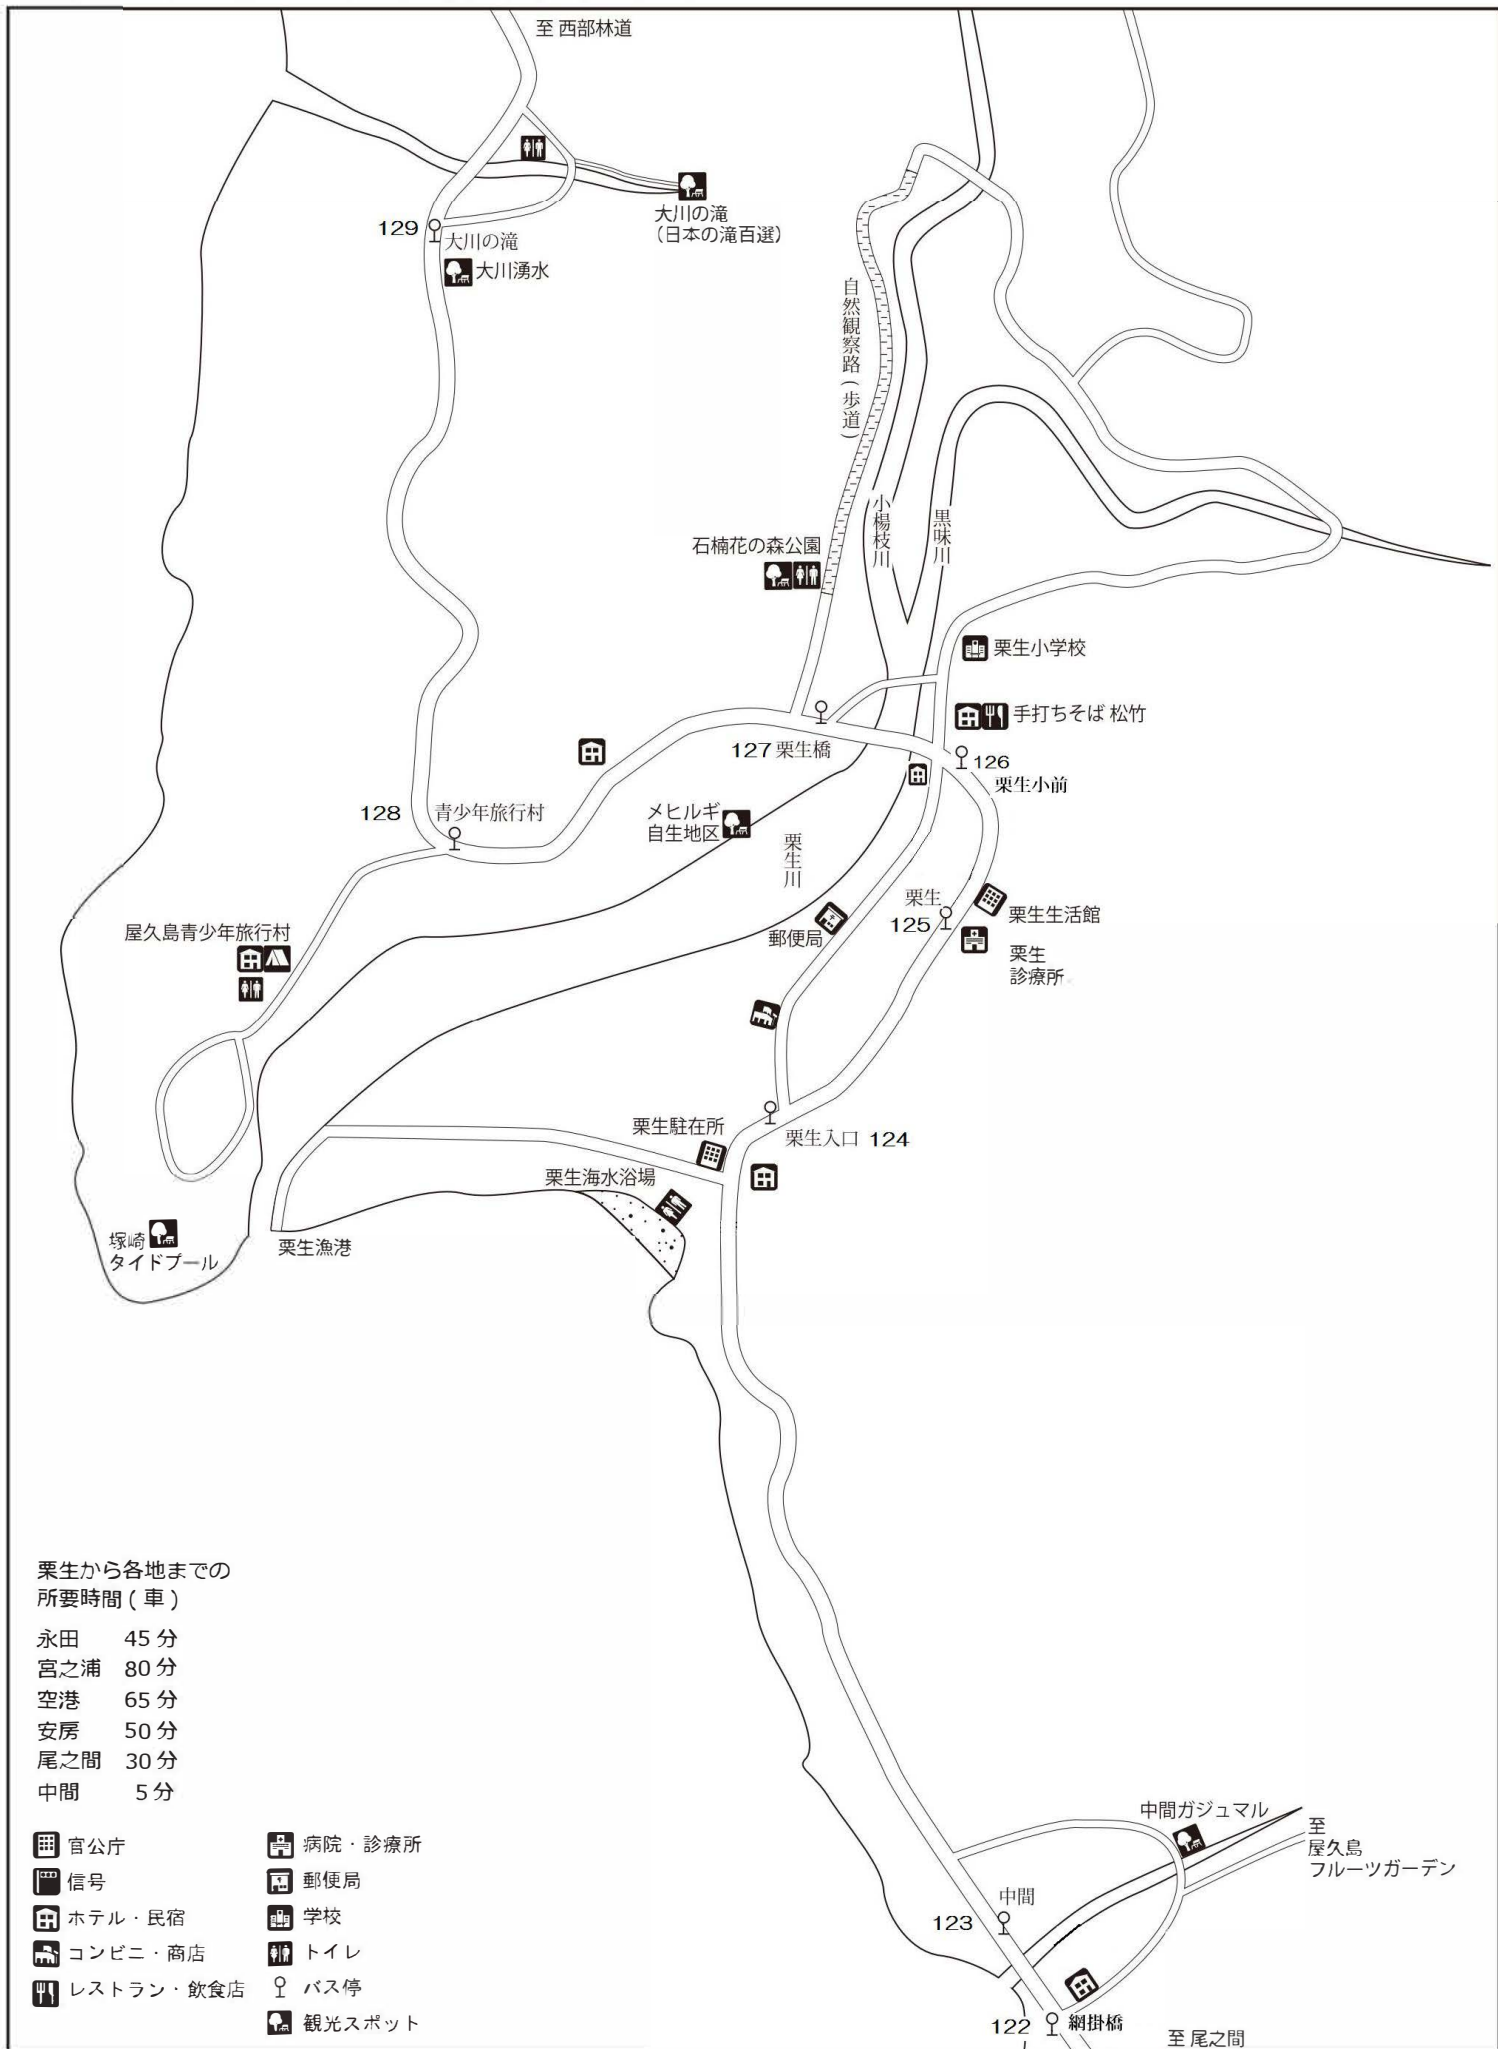 至 西部林道
大川の滝
（日本の滝百選）
129
大川の滝
大川湧水
自然観察路（歩道）
小楊枝川
黒味川
石楠花の森公園
栗生小学校
手打ちそば 松竹
127 栗生橋
126
栗生小前
128
青少年旅行村
メヒルギ
自生地区
栗生川
栗生
125
栗生生活館
郵便局
栗生
診療所
屋久島青少年旅行村
栗生駐在所
栗生入口 124
栗生海水浴場
塚崎
タイドプール
栗生漁港
栗生から各地までの
所要時間 ( 車 )
永田 45 分
宮之浦 80 分
空港 65 分
安房 50 分
尾之間 30 分
中間 5 分
中間ガジュマル
至
屋久島
フルーツガーデン
中間
123
122
網掛橋
至 尾之間
官公庁
信号
ホテル・民宿
コンビニ・商店
レストラン・飲食店
病院・診療所
郵便局
学校
トイレ
バス停
観光スポット